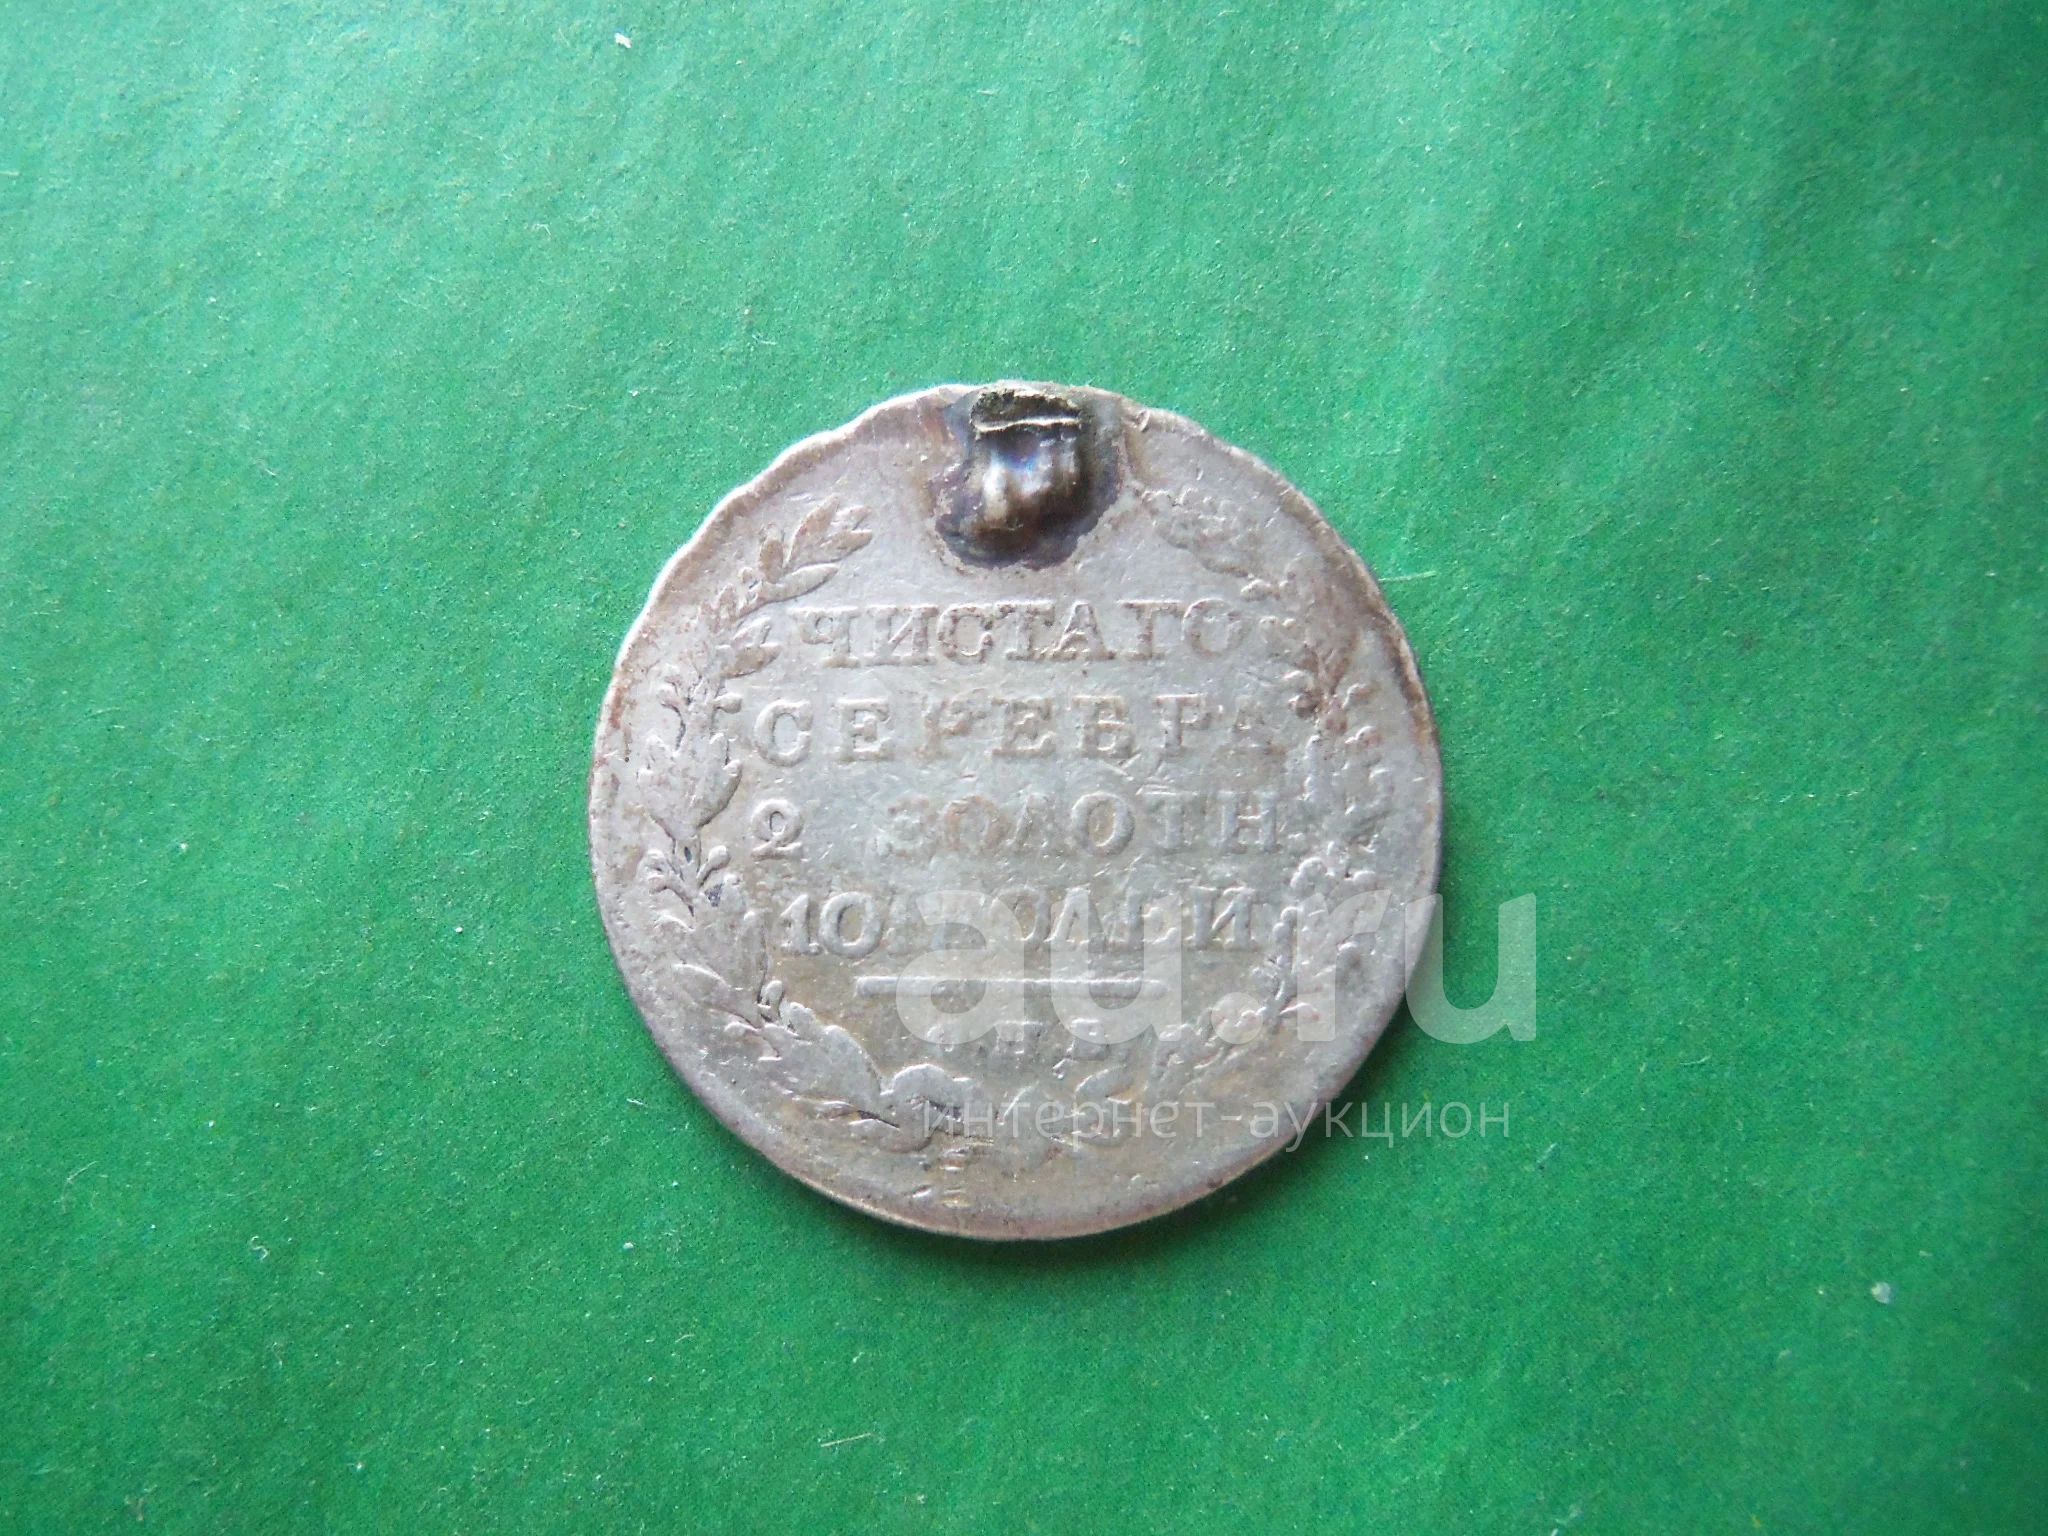 ЧИСТАГО
СЕРЕБРА
2 ЗОЛОТН
10 ДОЛЕЙ
С.П.Б.
au.ru
интернет-аукцион